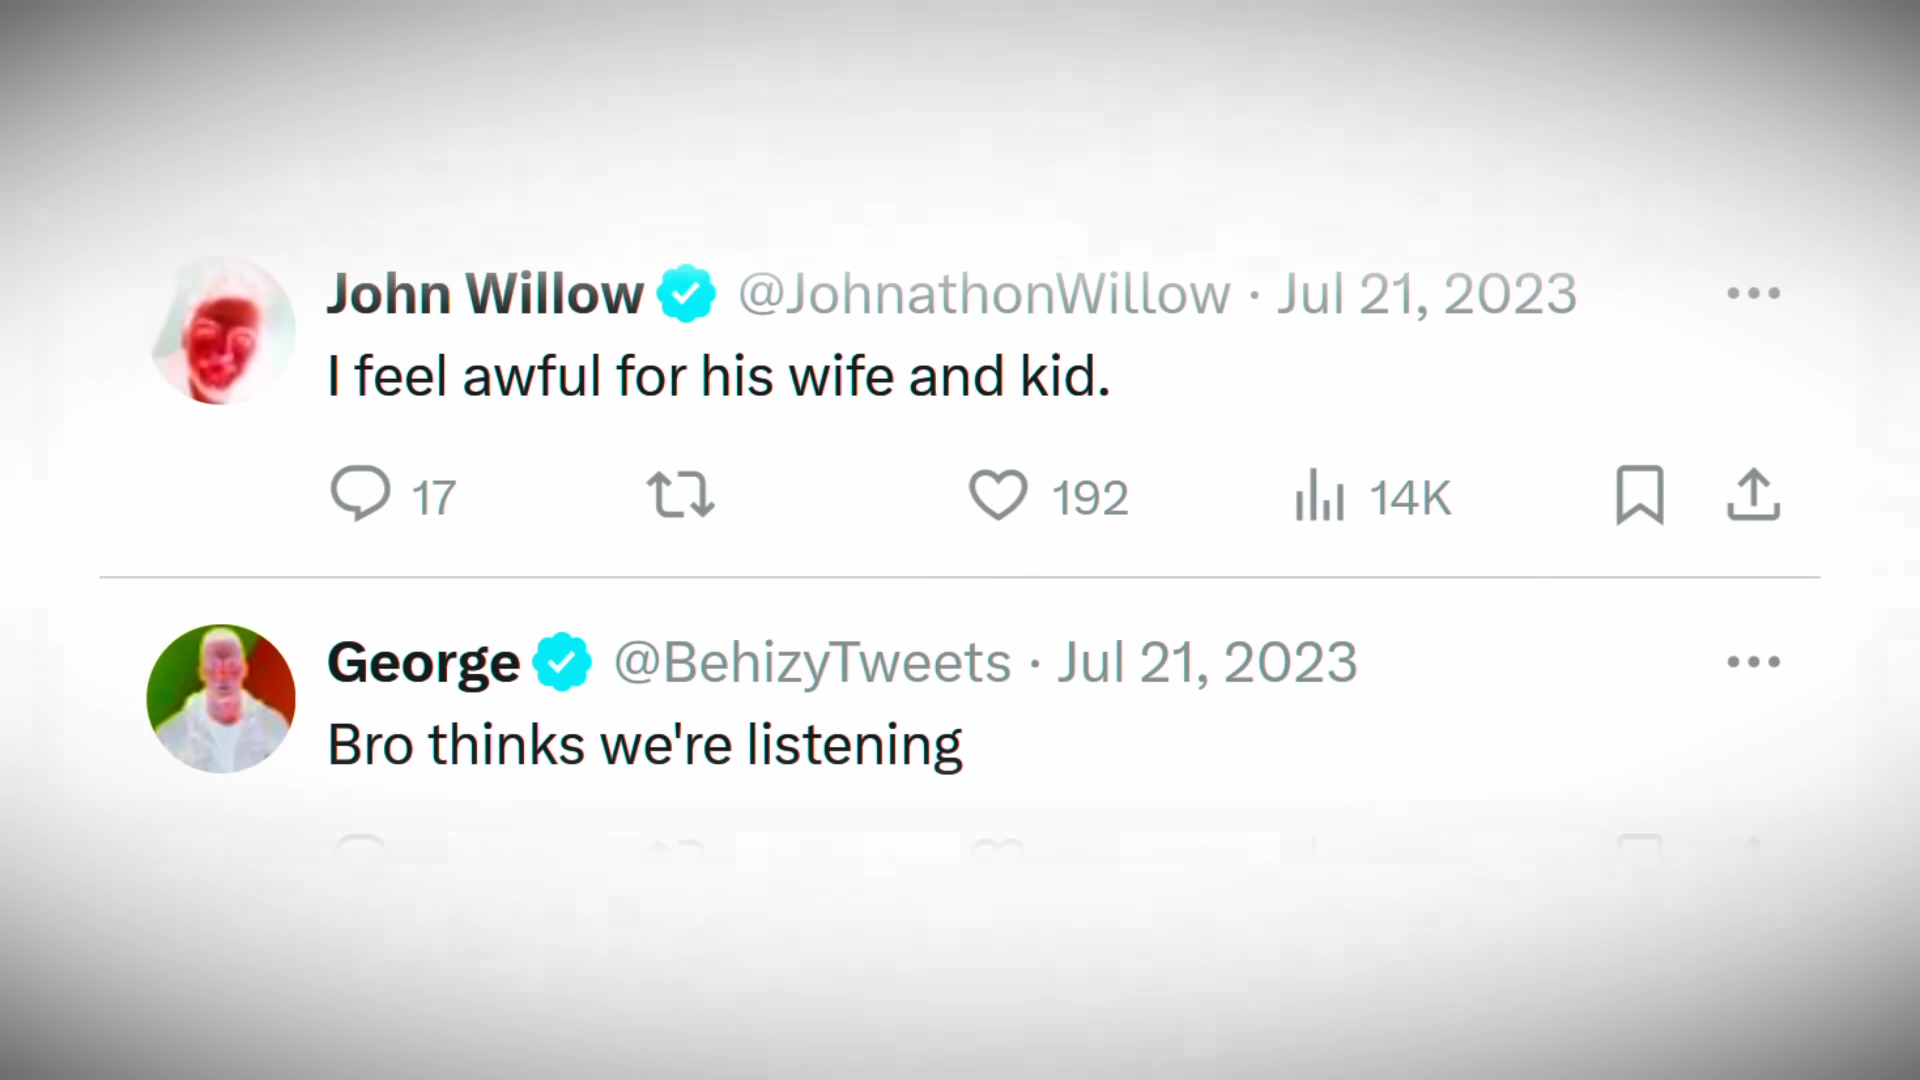 John Willow @JohnathonWillow · Jul 21, 2023
I feel awful for his wife and kid.
17 192 14K
George @BehizyTweets · Jul 21, 2023
Bro thinks we're listening